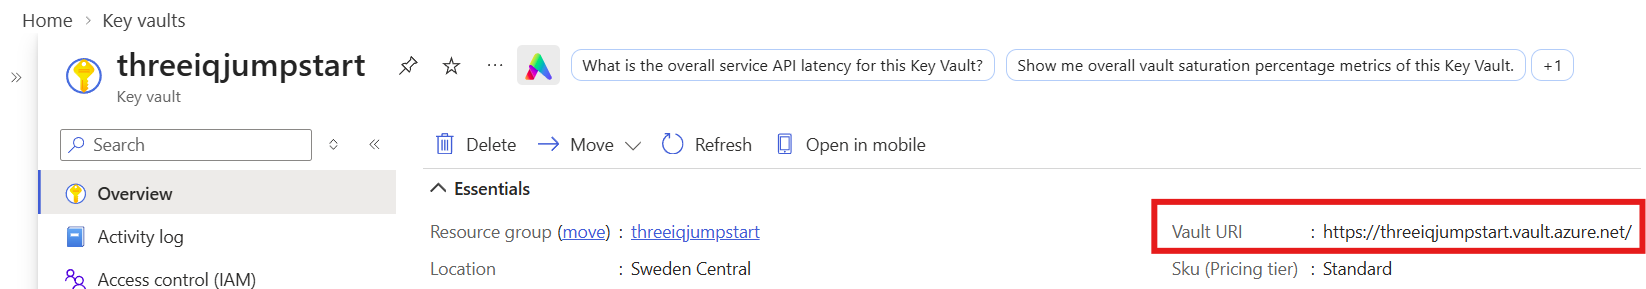 Home > Key vaults
threeiqjumpstart
Key vault
What is the overall service API latency for this Key Vault?
Show me overall vault saturation percentage metrics of this Key Vault.
+1
Search
Delete
Move
Refresh
Open in mobile
Overview
Activity log
Access control (IAM)
Essentials
Resource group (move) : threeiqjumpstart
Location : Sweden Central
Vault URI : https://threeiqjumpstart.vault.azure.net/
Sku (Pricing tier) : Standard